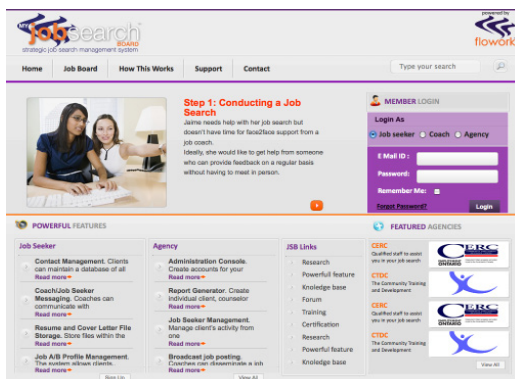 MY jobsearch BOARD
strategic job search management system
powered by
flowork
Home Job Board How This Works Support Contact
Type your search
Step 1: Conducting a Job
Search
Jaime needs help with her job search but
doesn't have time for face2face support from a
job coach.
Ideally, she would like to get help from someone
who can provide feedback on a regular basis
without having to meet in person.
MEMBER LOGIN
Login As
Job seeker Coach Agency
E Mail ID :
Password:
Remember Me:
Forgot Password?
Login
POWERFUL FEATURES
Job Seeker
Contact Management. Clients
can maintain a database of all
Read more
Coach/Job Seeker
Messaging. Coaches can
communicate with
Read more
Resume and Cover Letter File
Storage. Store files within the
Read more
Job A/B Profile Management.
The system allows clients
Read more
Sign Up
Agency
Administration Console.
Create accounts for your
Read more
Report Generator. Create
individual client, counselor
Read more
Job Seeker Management.
Manage client's activity from
one
Read more
Broadcast job posting.
Coaches can disseminate a job
Read more
View All
JSB Links
Research
Powerfull feature
Knoledge base
Forum
Training
Certification
Research
Powerful feature
Knoledge base
FEATURED AGENCIES
CERC
Qualified staff to assist
you in your job search
CERC
CTDC
The Community Training
and Development
CERC
Qualified staff to assist
you in your job search
CERC
CTDC
The Community Training
and Development
View All